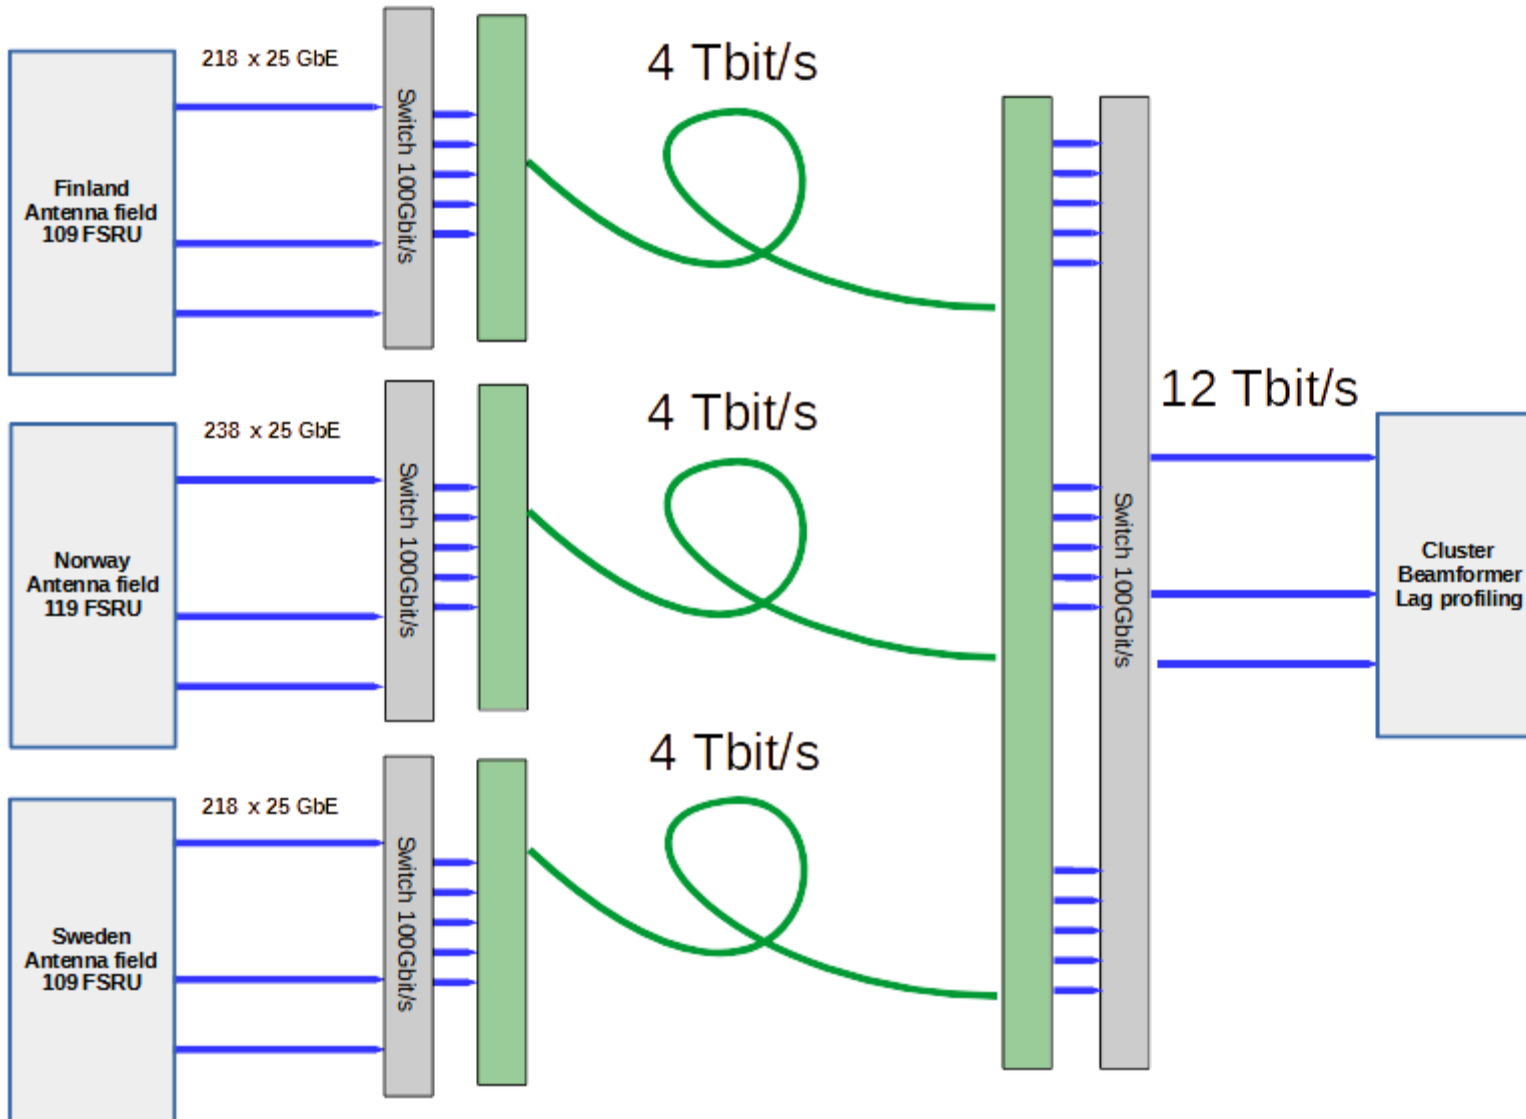 218 x 25 GbE
4 Tbit/s
Finland
Antenna field
109 FSRU
Switch 100Gbit/s
238 x 25 GbE
4 Tbit/s
12 Tbit/s
Norway
Antenna field
119 FSRU
Switch 100Gbit/s
Switch 100Gbit/s
Cluster
Beamformer
Lag profiling
218 x 25 GbE
4 Tbit/s
Sweden
Antenna field
109 FSRU
Switch 100Gbit/s